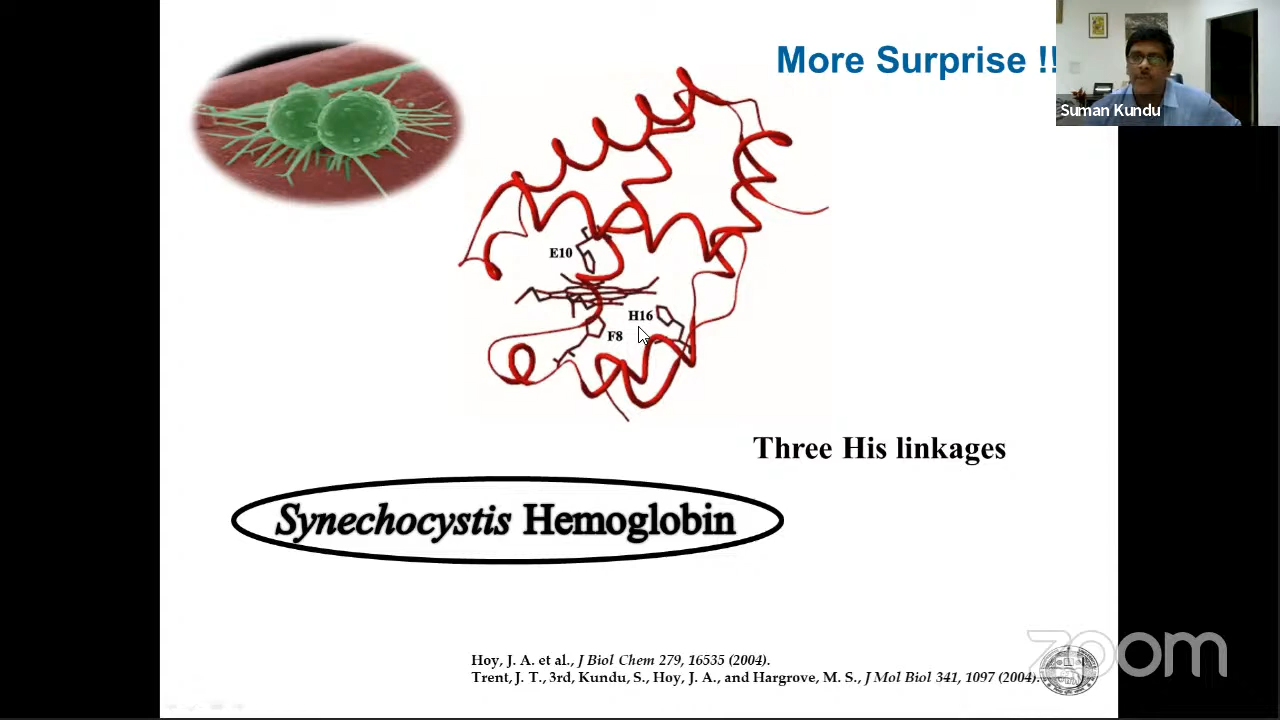 More Surprise !!
Suman Kundu
E10
H16
F8
Three His linkages
Synechocystis Hemoglobin
Hoy, J. A. et al., J Biol Chem 279, 16535 (2004).
Trent, J. T., 3rd, Kundu, S., Hoy, J. A., and Hargrove, M. S., J Mol Biol 341, 1097 (2004).
zoom